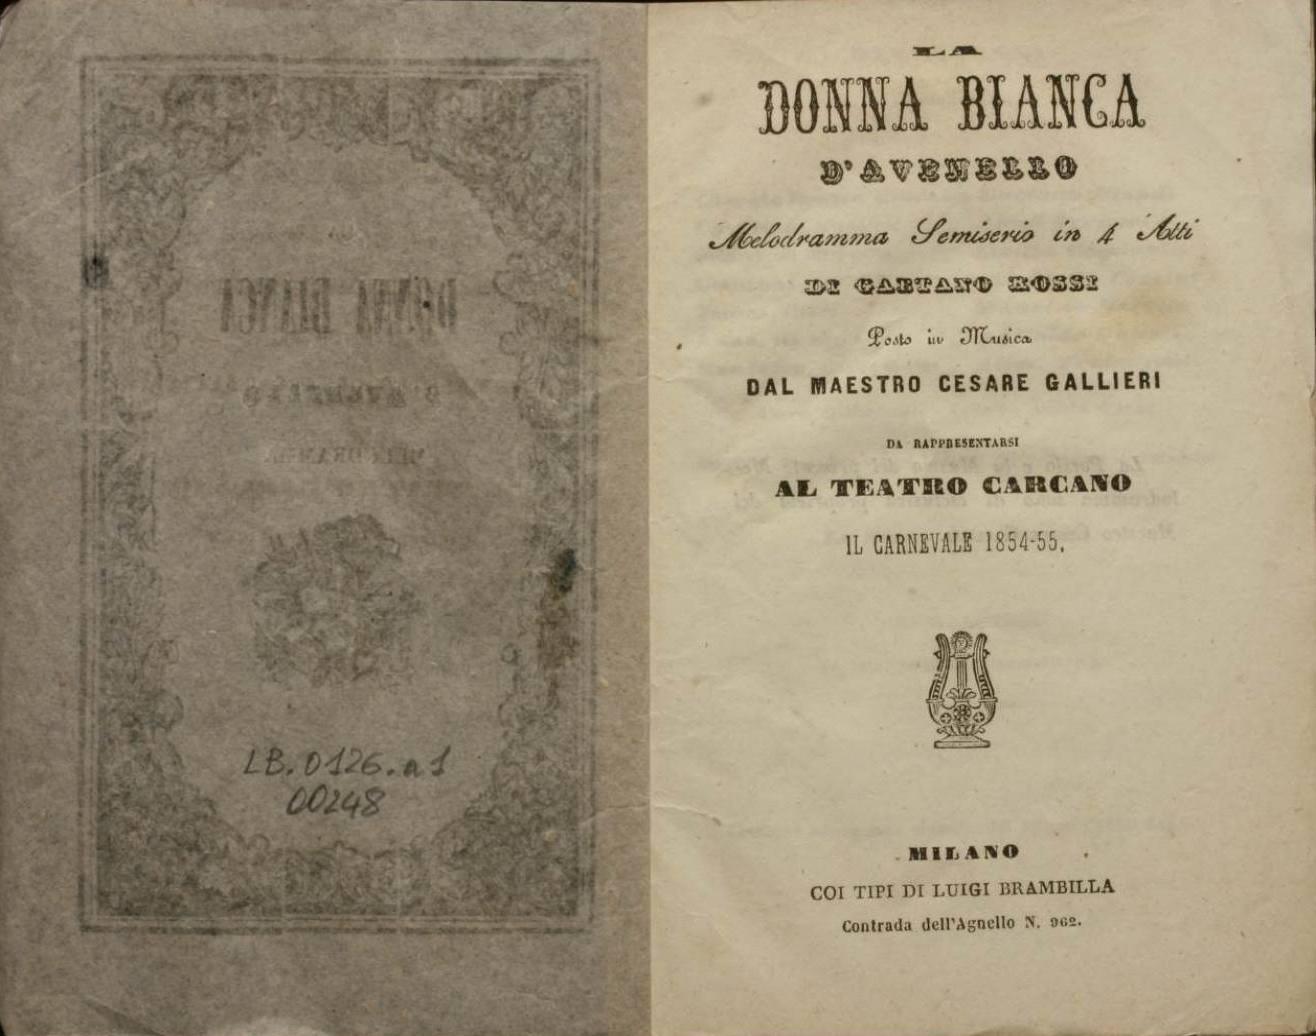 DONNA BIANCA
D'AVENELLO
MELODRAMMA
LB.0126.a1
00248
LA
DONNA BIANCA
D'AVENELLO
Melodramma Semiserio in 4 Atti
DI GAETANO ROSSI
Posto in Musica
DAL MAESTRO CESARE GALLIERI
DA RAPPRESENTARSI
AL TEATRO CARCANO
IL CARNEVALE 1854-55.
MILANO
COI TIPI DI LUIGI BRAMBILLA
Contrada dell'Agnello N. 962.